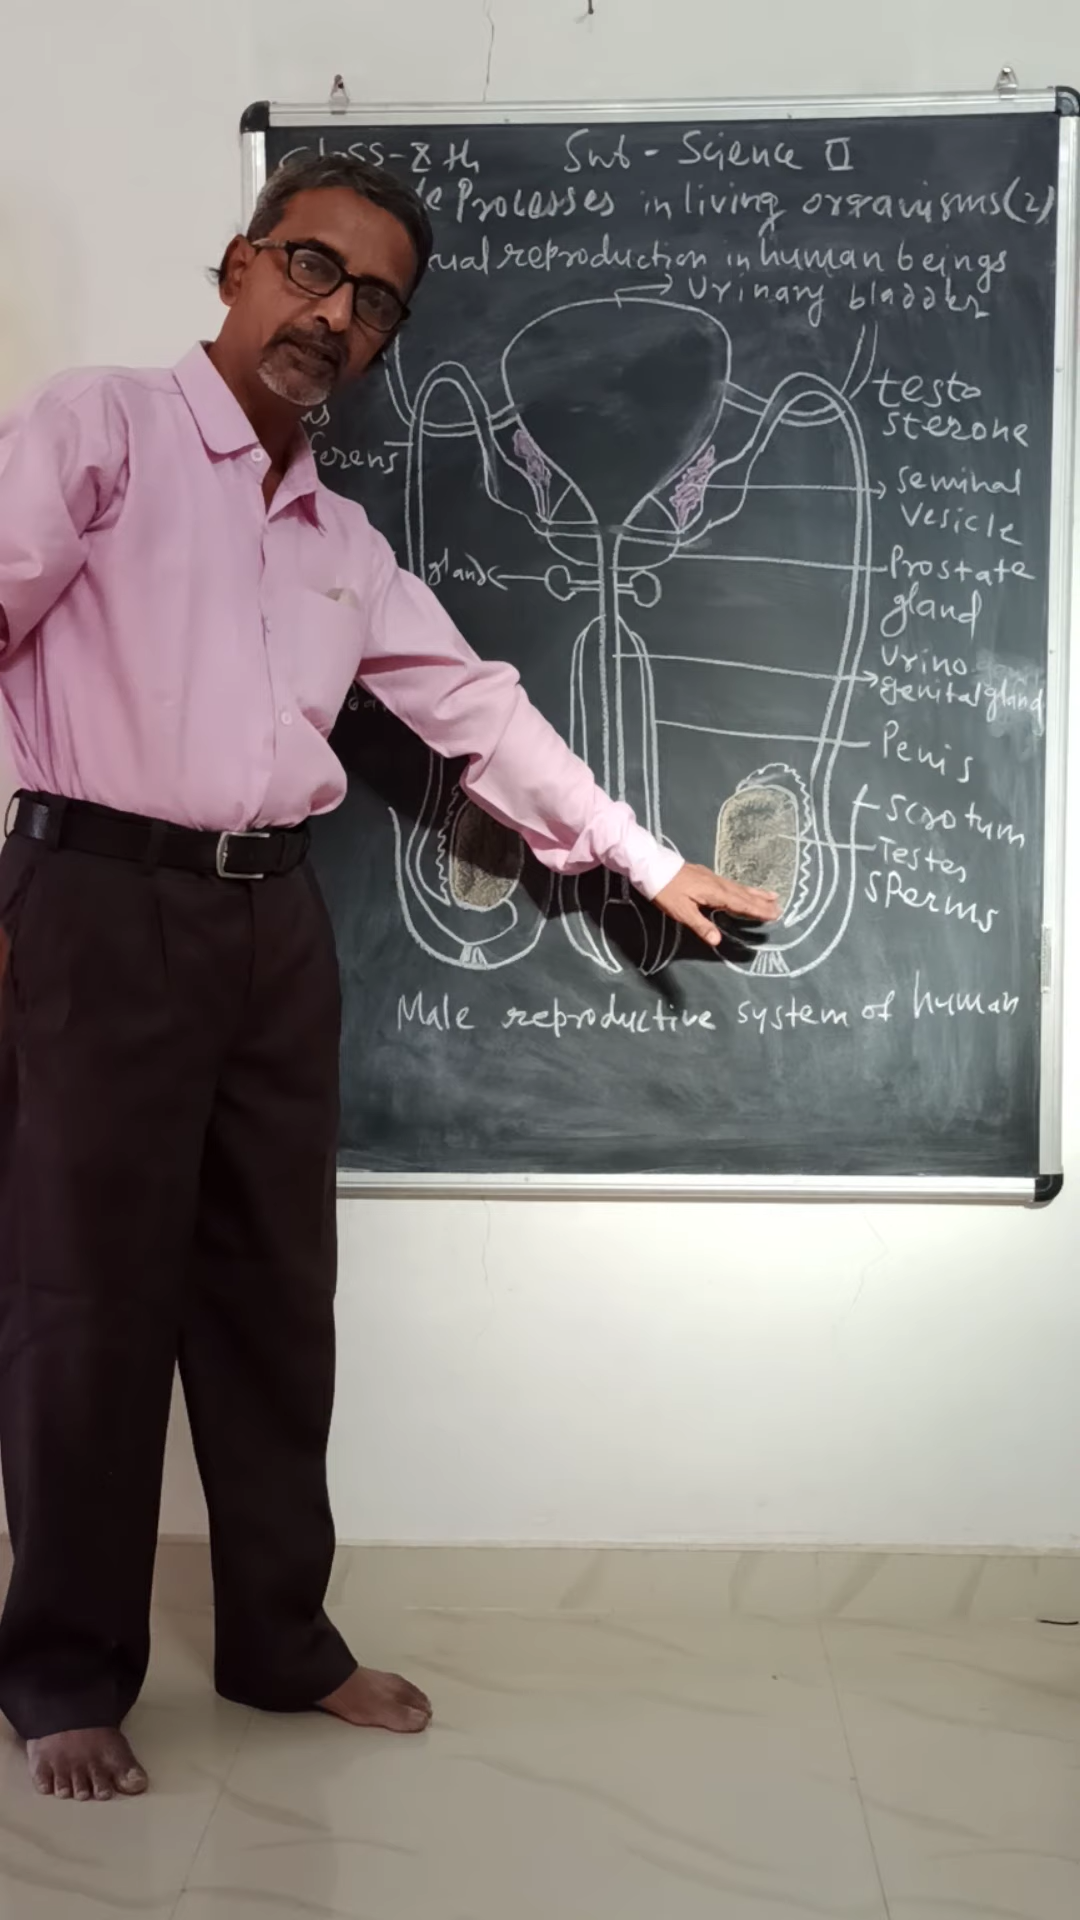 class-8th Sub - Science II
Processes in living organisms(2)
reproduction in human beings
Urinary bladder
testo
sterone
seminal
vesicle
Prostate
gland
gland
Urino
genital gland
Penis
Scrotum
Testes
sperms
Male reproductive system of human